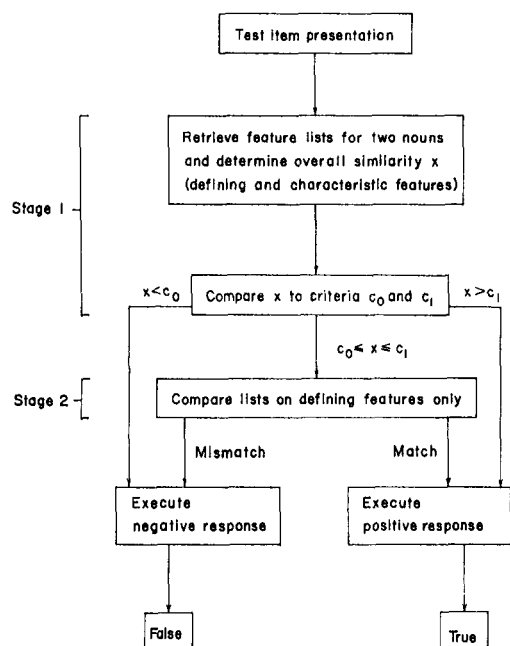 Test item presentation
Stage 1
Retrieve feature lists for two nouns
and determine overall similarity x
(defining and characteristic features)
x<c₀
Compare x to criteria c₀ and c₁
x>c₁
c₀ ≤ x ≤ c₁
Stage 2
Compare lists on defining features only
Mismatch
Match
Execute
negative response
Execute
positive response
False
True